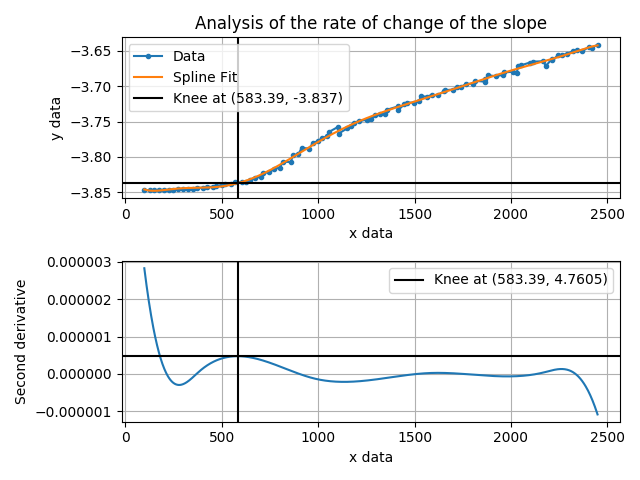 Analysis of the rate of change of the slope
−3.65
−3.70
−3.75
−3.80
−3.85
y data
Data
Spline Fit
Knee at (583.39, -3.837)
0
500
1000
1500
2000
2500
x data
0.000003
0.000002
0.000001
0.000000
−0.000001
Second derivative
Knee at (583.39, 4.7605)
0
500
1000
1500
2000
2500
x data